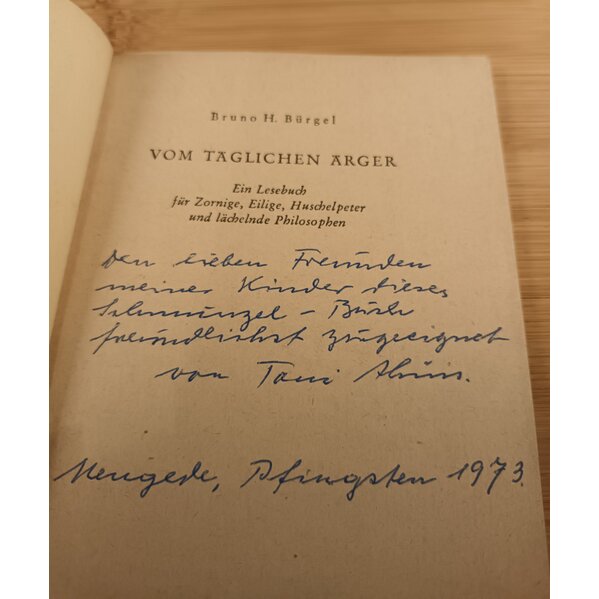 Bruno H. Bürgel
VOM TÄGLICHEN ÄRGER
Ein Lesebuch
für Zornige, Eilige, Huschelpeter
und lächelnde Philosophen
Den lieben Freunden
meiner Kinder dieses
Schmunzel-Buch
freundlichst zugeeignet
von Toni
Mengede, Pfingsten 1973.